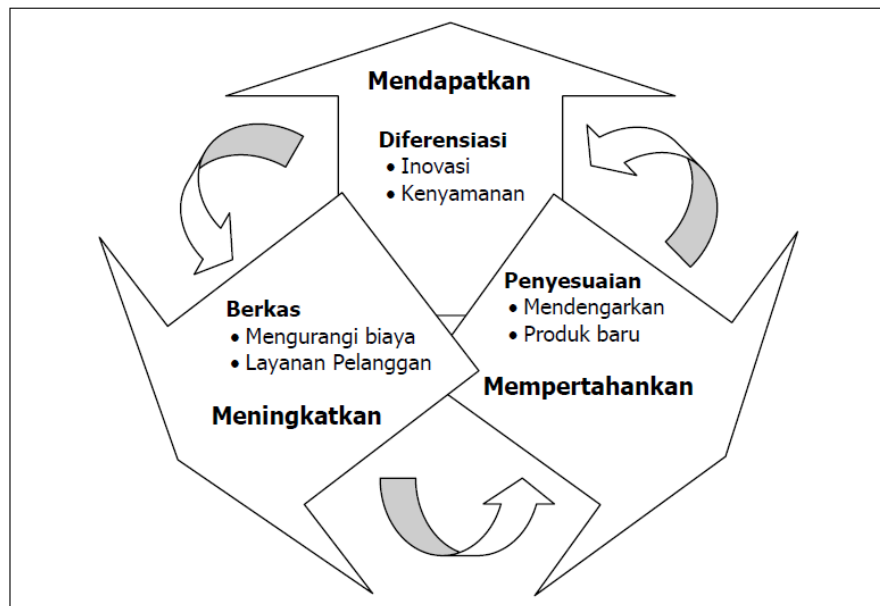 Mendapatkan
Diferensiasi
• Inovasi
• Kenyamanan
Berkas
• Mengurangi biaya
• Layanan Pelanggan
Meningkatkan
Penyesuaian
• Mendengarkan
• Produk baru
Mempertahankan